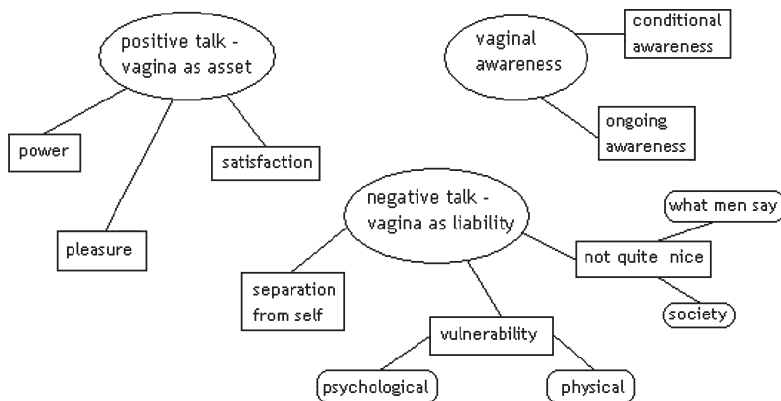 positive talk -
vagina as asset
power
pleasure
satisfaction
vaginal
awareness
conditional
awareness
ongoing
awareness
negative talk -
vagina as liability
separation
from self
vulnerability
psychological
physical
not quite nice
what men say
society